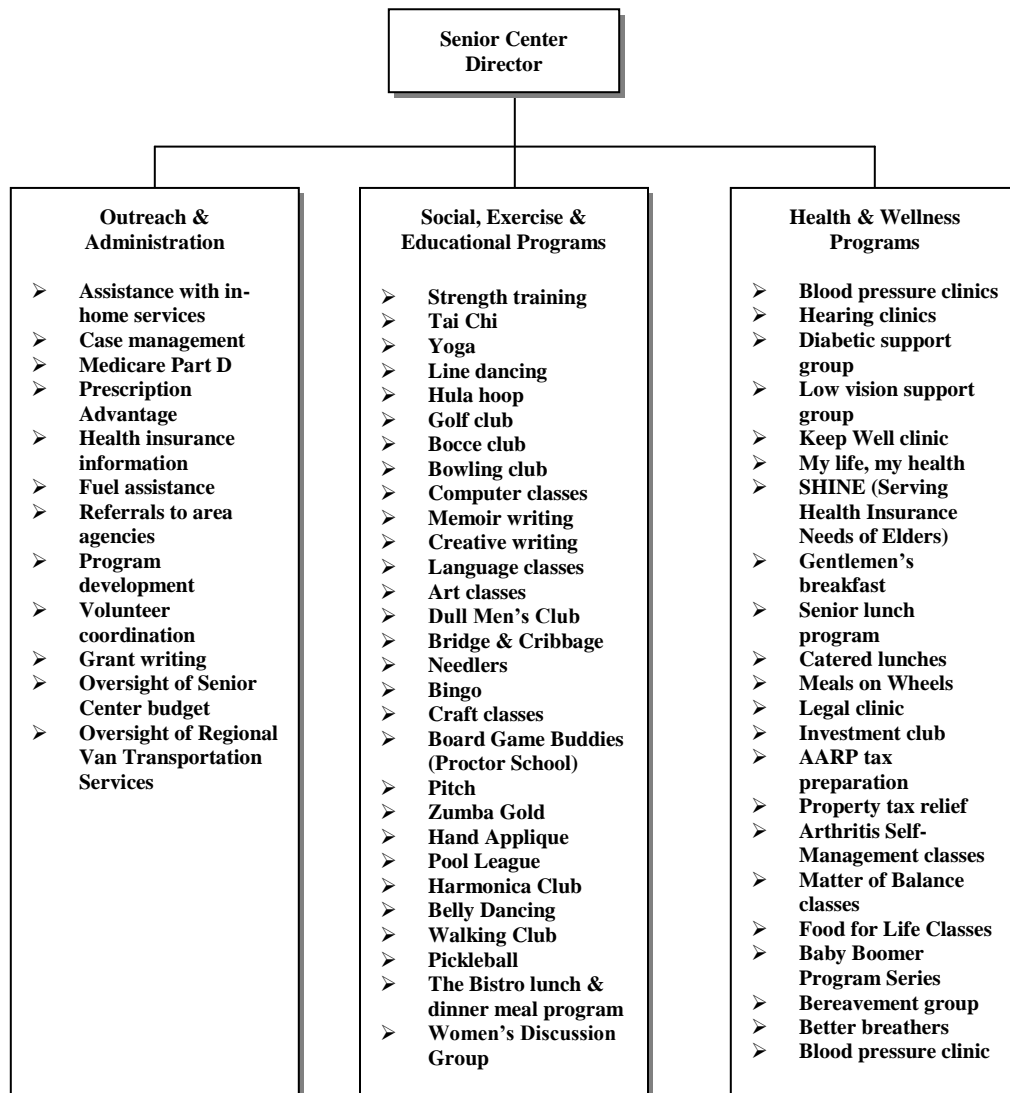 Senior Center
Director
Outreach &
Administration
➢ Assistance with in-
home services
➢ Case management
➢ Medicare Part D
➢ Prescription
Advantage
➢ Health insurance
information
➢ Fuel assistance
➢ Referrals to area
agencies
➢ Program
development
➢ Volunteer
coordination
➢ Grant writing
➢ Oversight of Senior
Center budget
➢ Oversight of Regional
Van Transportation
Services
Social, Exercise &
Educational Programs
➢ Strength training
➢ Tai Chi
➢ Yoga
➢ Line dancing
➢ Hula hoop
➢ Golf club
➢ Bocce club
➢ Bowling club
➢ Computer classes
➢ Memoir writing
➢ Creative writing
➢ Language classes
➢ Art classes
➢ Dull Men’s Club
➢ Bridge & Cribbage
➢ Needlers
➢ Bingo
➢ Craft classes
➢ Board Game Buddies
(Proctor School)
➢ Pitch
➢ Zumba Gold
➢ Hand Applique
➢ Pool League
➢ Harmonica Club
➢ Belly Dancing
➢ Walking Club
➢ Pickleball
➢ The Bistro lunch &
dinner meal program
➢ Women’s Discussion
Group
Health & Wellness
Programs
➢ Blood pressure clinics
➢ Hearing clinics
➢ Diabetic support
group
➢ Low vision support
group
➢ Keep Well clinic
➢ My life, my health
➢ SHINE (Serving
Health Insurance
Needs of Elders)
➢ Gentlemen’s
breakfast
➢ Senior lunch
program
➢ Catered lunches
➢ Meals on Wheels
➢ Legal clinic
➢ Investment club
➢ AARP tax
preparation
➢ Property tax relief
➢ Arthritis Self-
Management classes
➢ Matter of Balance
classes
➢ Food for Life Classes
➢ Baby Boomer
Program Series
➢ Bereavement group
➢ Better breathers
➢ Blood pressure clinic